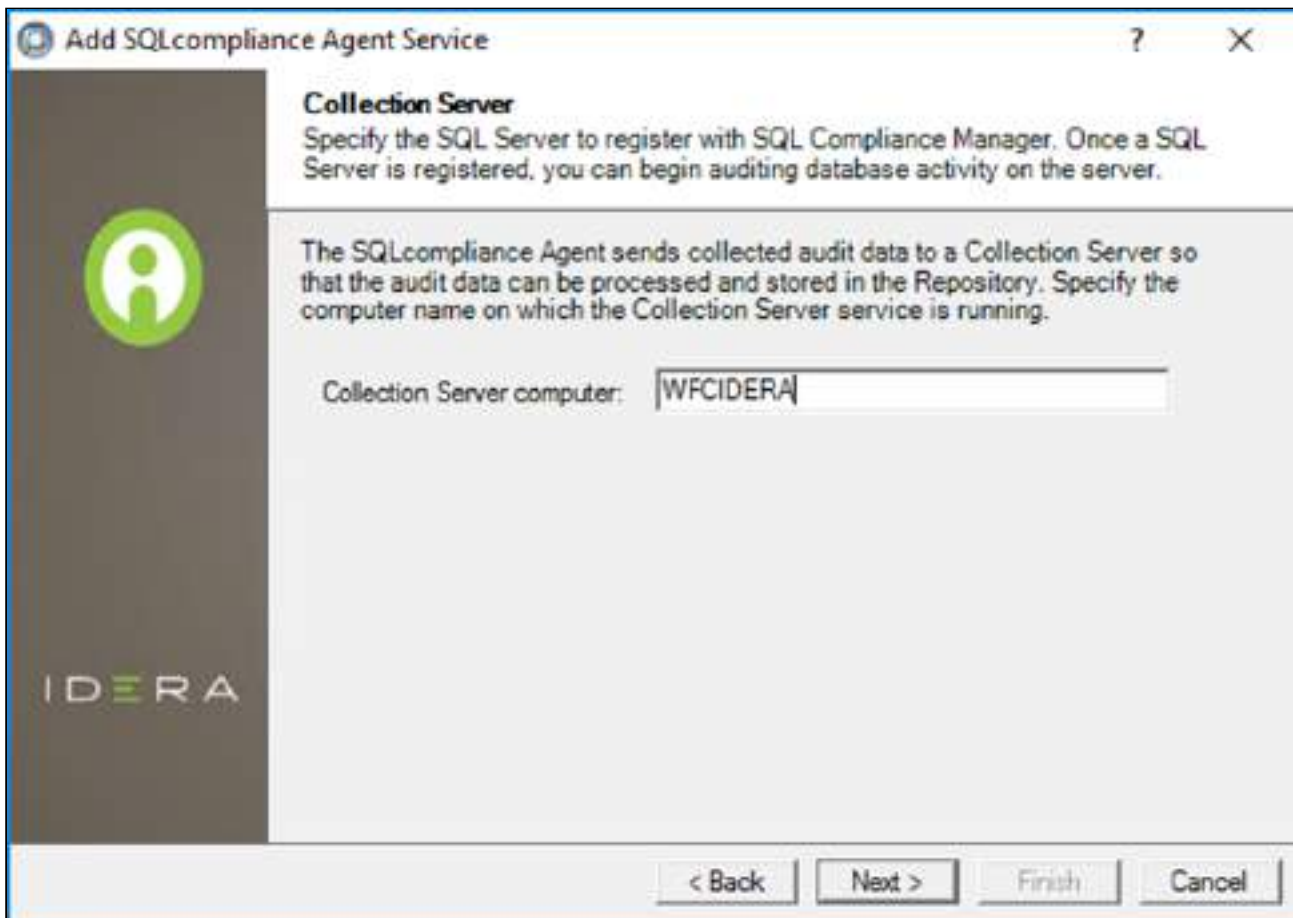 Add SQLcompliance Agent Service ? X
Collection Server
Specify the SQL Server to register with SQL Compliance Manager. Once a SQL
Server is registered, you can begin auditing database activity on the server.
The SQLcompliance Agent sends collected audit data to a Collection Server so
that the audit data can be processed and stored in the Repository. Specify the
computer name on which the Collection Server service is running.
Collection Server computer: WFCIDERA
IDERA
< Back Next > Finish Cancel